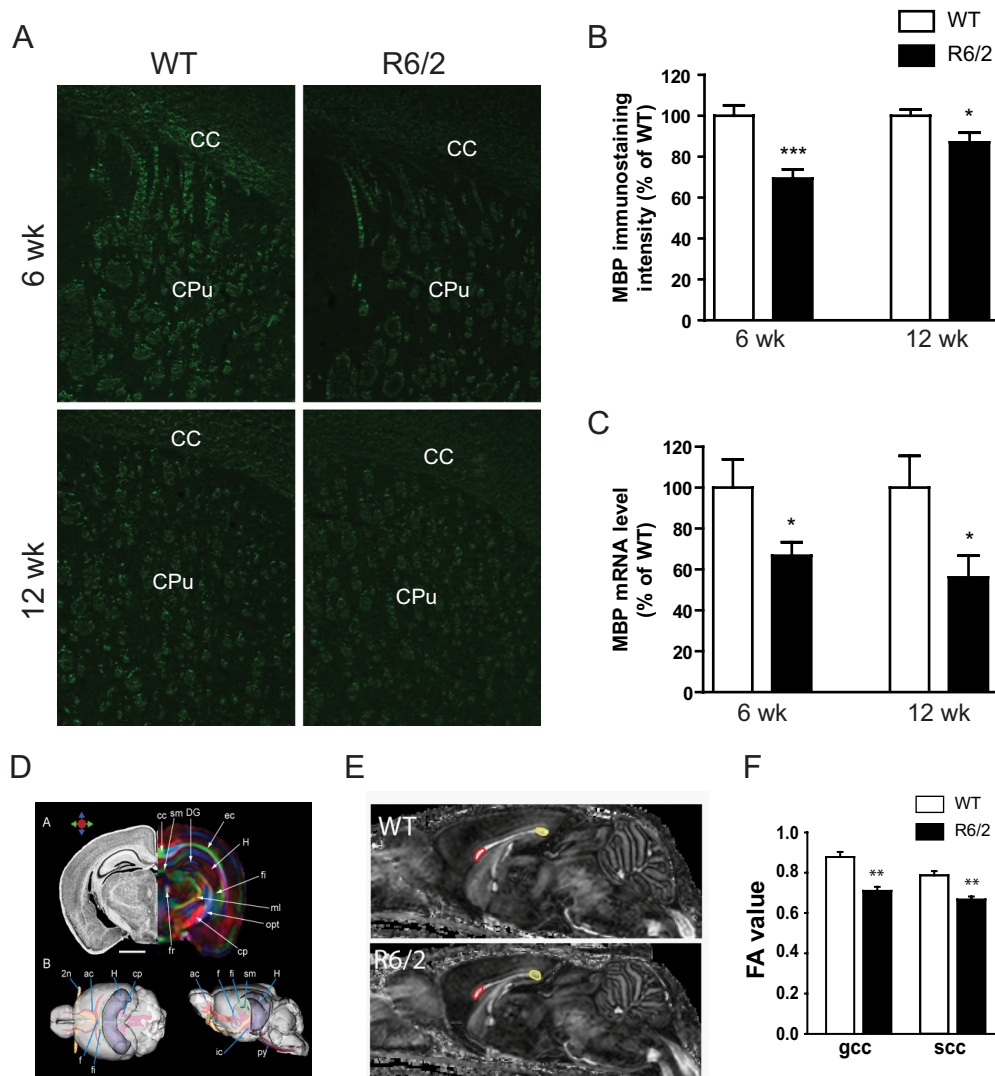 A
WT
R6/2
6 wk
CC
CC
CPu
CPu
12 wk
CC
CC
CPu
CPu
B
WT
R6/2
MBP immunostaining
intensity (% of WT)
120
100
80
60
40
20
0
***
*
6 wk
12 wk
C
MBP mRNA level
(% of WT)
120
100
80
60
40
20
0
*
*
6 wk
12 wk
D
A
cc
sm
DG
ec
H
fi
ml
opt
cp
fr
B
2n
ac
H
cp
f
fi
ac
f
fi
sm
H
ic
py
E
WT
R6/2
F
WT
R6/2
FA value
1.0
0.8
0.6
0.4
0.2
0.0
**
**
gcc
scc